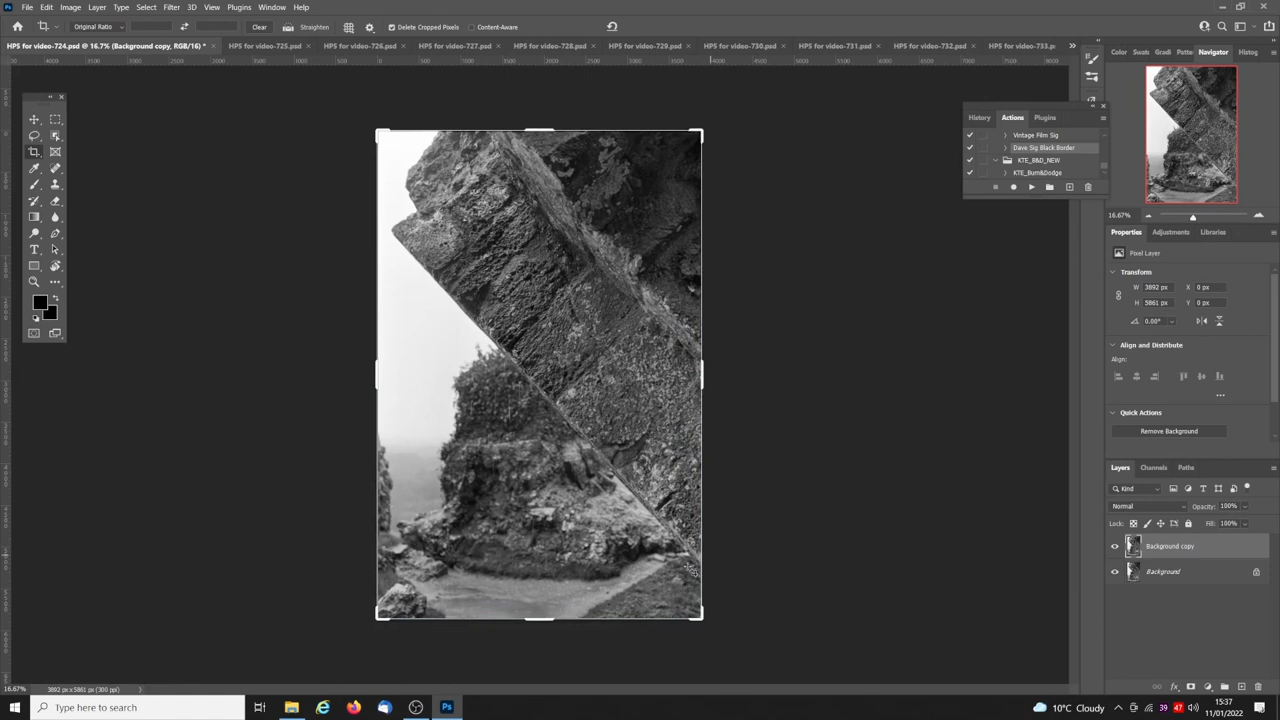 Ps File Edit Image Layer Type Select Filter 3D View Plugins Window Help
Original Ratio Clear Straighten Delete Cropped Pixels Content-Aware
HPS for video-724.psd @ 16.7% (Background copy, RGB/16) * × HPS for video-725.psd × HPS for video-726.psd × HPS for video-727.psd × HPS for video-728.psd × HPS for video-729.psd × HPS for video-730.psd × HPS for video-731.psd × HPS for video-732.psd × HPS for video-733.p
Color Swatc Gradi Patte Navigator Histog
History Actions Plugins
Vintage Film Sig
Dave Sig Black Border
KTE_B&D_NEW
KTE_Burn&Dodge
16.67%
Properties Adjustments Libraries
Pixel Layer
Transform
W 3892 px X 0 px
H 5861 px Y 0 px
0.00°
Align and Distribute
Align:
Quick Actions
Remove Background
Layers Channels Paths
Kind
Normal Opacity: 100%
Lock: Fill: 100%
Background copy
Background
16.67% 3892 px x 5861 px (300 ppi)
Type here to search
10°C Cloudy 39 47
15:37
11/01/2022